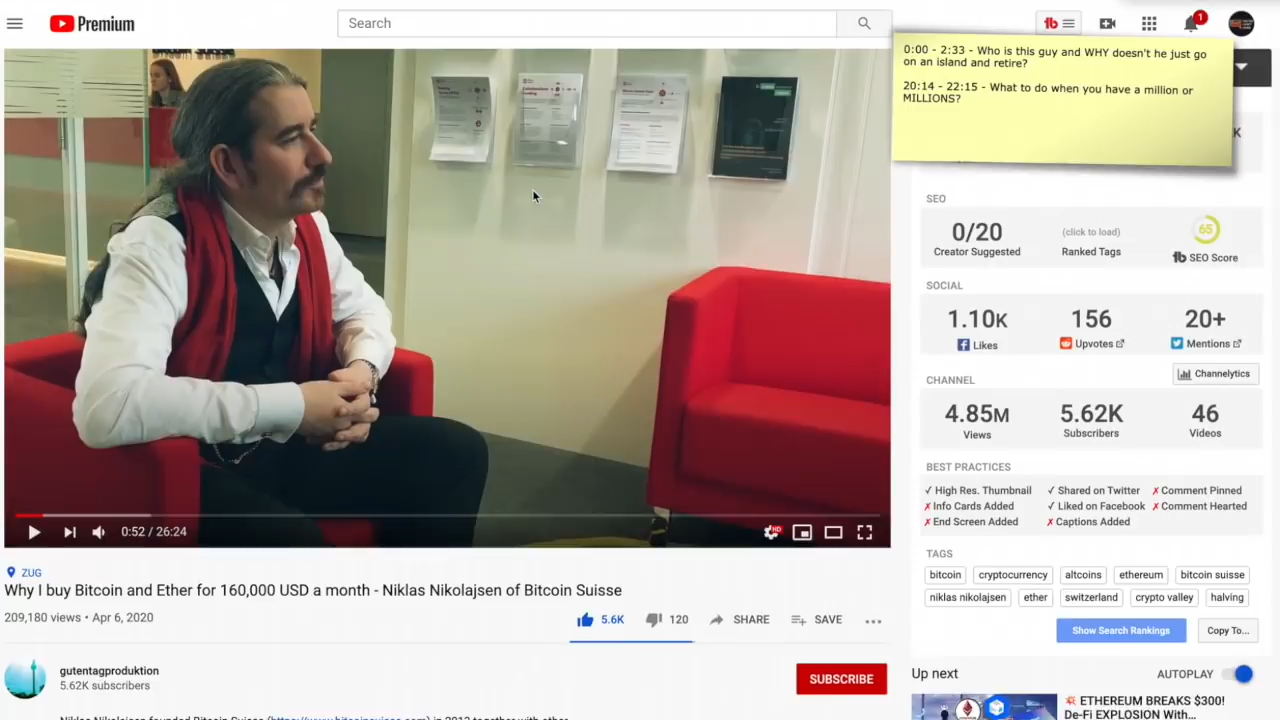 Premium
Search
1
0:00 - 2:33 - Who is this guy and WHY doesn't he just go
on an island and retire?
20:14 - 22:15 - What to do when you have a million or
MILLIONS?
K
SEO
0/20
Creator Suggested
(click to load)
Ranked Tags
65
SEO Score
SOCIAL
1.10K
Likes
156
Upvotes
20+
Mentions
CHANNEL
Channelytics
4.85M
Views
5.62K
Subscribers
46
Videos
BEST PRACTICES
✓ High Res. Thumbnail
✓ Shared on Twitter
✗ Comment Pinned
✗ Info Cards Added
✓ Liked on Facebook
✗ Comment Hearted
✗ End Screen Added
✗ Captions Added
TAGS
bitcoin
cryptocurrency
altcoins
ethereum
bitcoin suisse
niklas nikolajsen
ether
switzerland
crypto valley
halving
Show Search Rankings
Copy To...
0:52 / 26:24
HD
ZUG
Why I buy Bitcoin and Ether for 160,000 USD a month - Niklas Nikolajsen of Bitcoin Suisse
209,180 views • Apr 6, 2020
5.6K
120
SHARE
SAVE
gutentagproduktion
5.62K subscribers
SUBSCRIBE
Up next
AUTOPLAY
ETHEREUM BREAKS $300!
De-Fi EXPLOSION With...